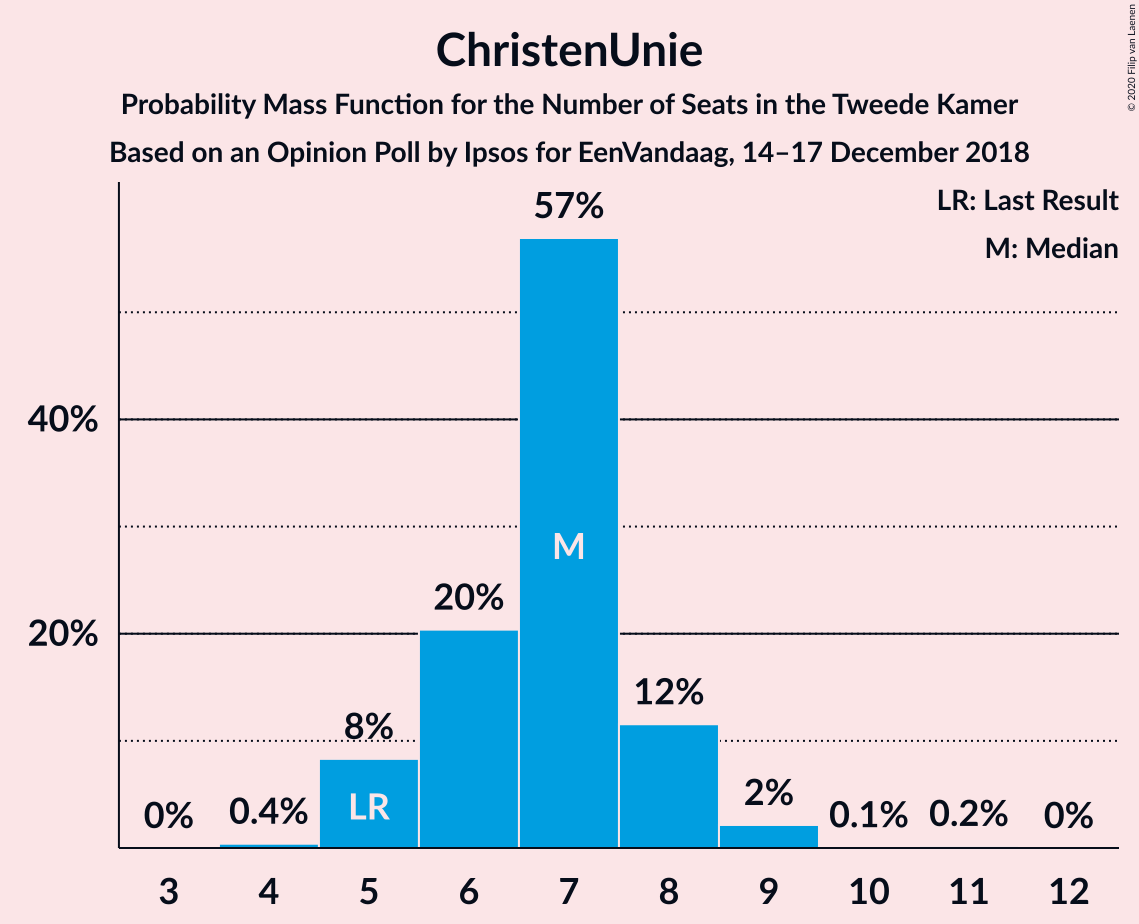 ChristenUnie
Probability Mass Function for the Number of Seats in the Tweede Kamer
Based on an Opinion Poll by Ipsos for EenVandaag, 14–17 December 2018
© 2020 Filip van Laenen
LR: Last Result
M: Median
57%
40%
M
20%
20%
12%
8%
LR
2%
0%
0.4%
0.1%
0.2%
0%
3 4 5 6 7 8 9 10 11 12